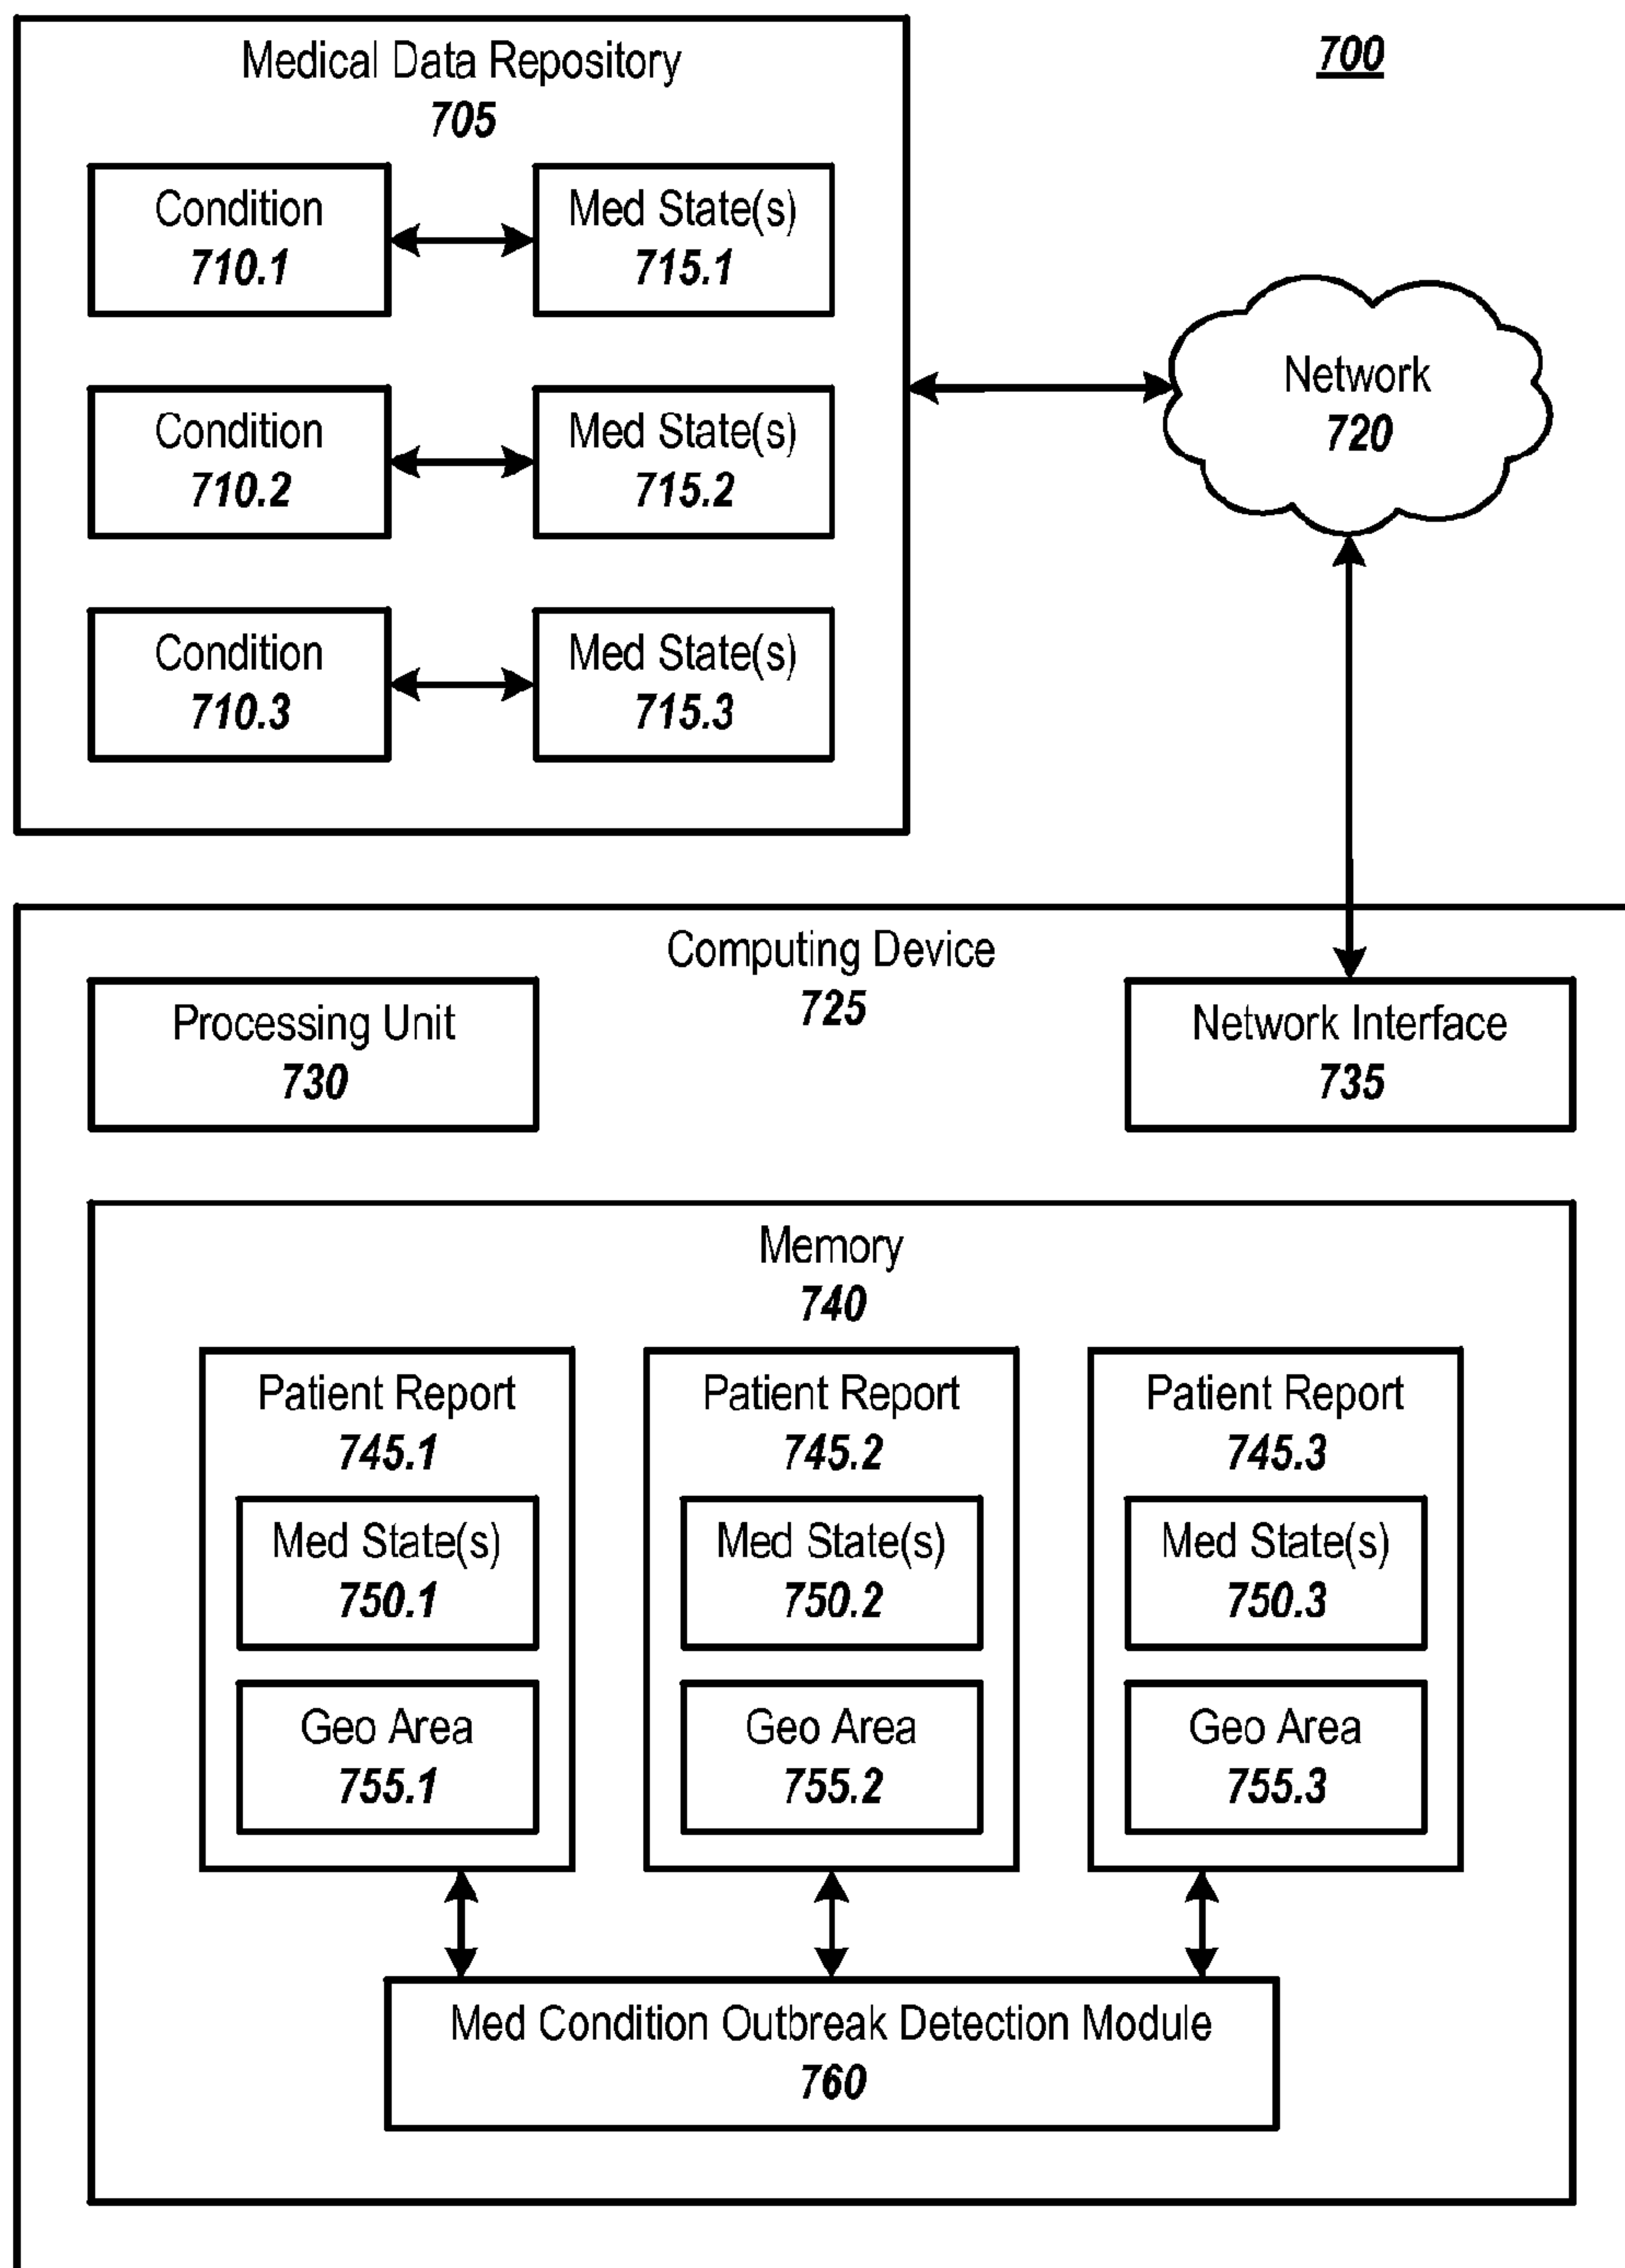 700
Medical Data Repository
705
Condition
710.1
Med State(s)
715.1
Condition
710.2
Med State(s)
715.2
Condition
710.3
Med State(s)
715.3
Network
720
Computing Device
725
Processing Unit
730
Network Interface
735
Memory
740
Patient Report
745.1
Med State(s)
750.1
Geo Area
755.1
Patient Report
745.2
Med State(s)
750.2
Geo Area
755.2
Patient Report
745.3
Med State(s)
750.3
Geo Area
755.3
Med Condition Outbreak Detection Module
760